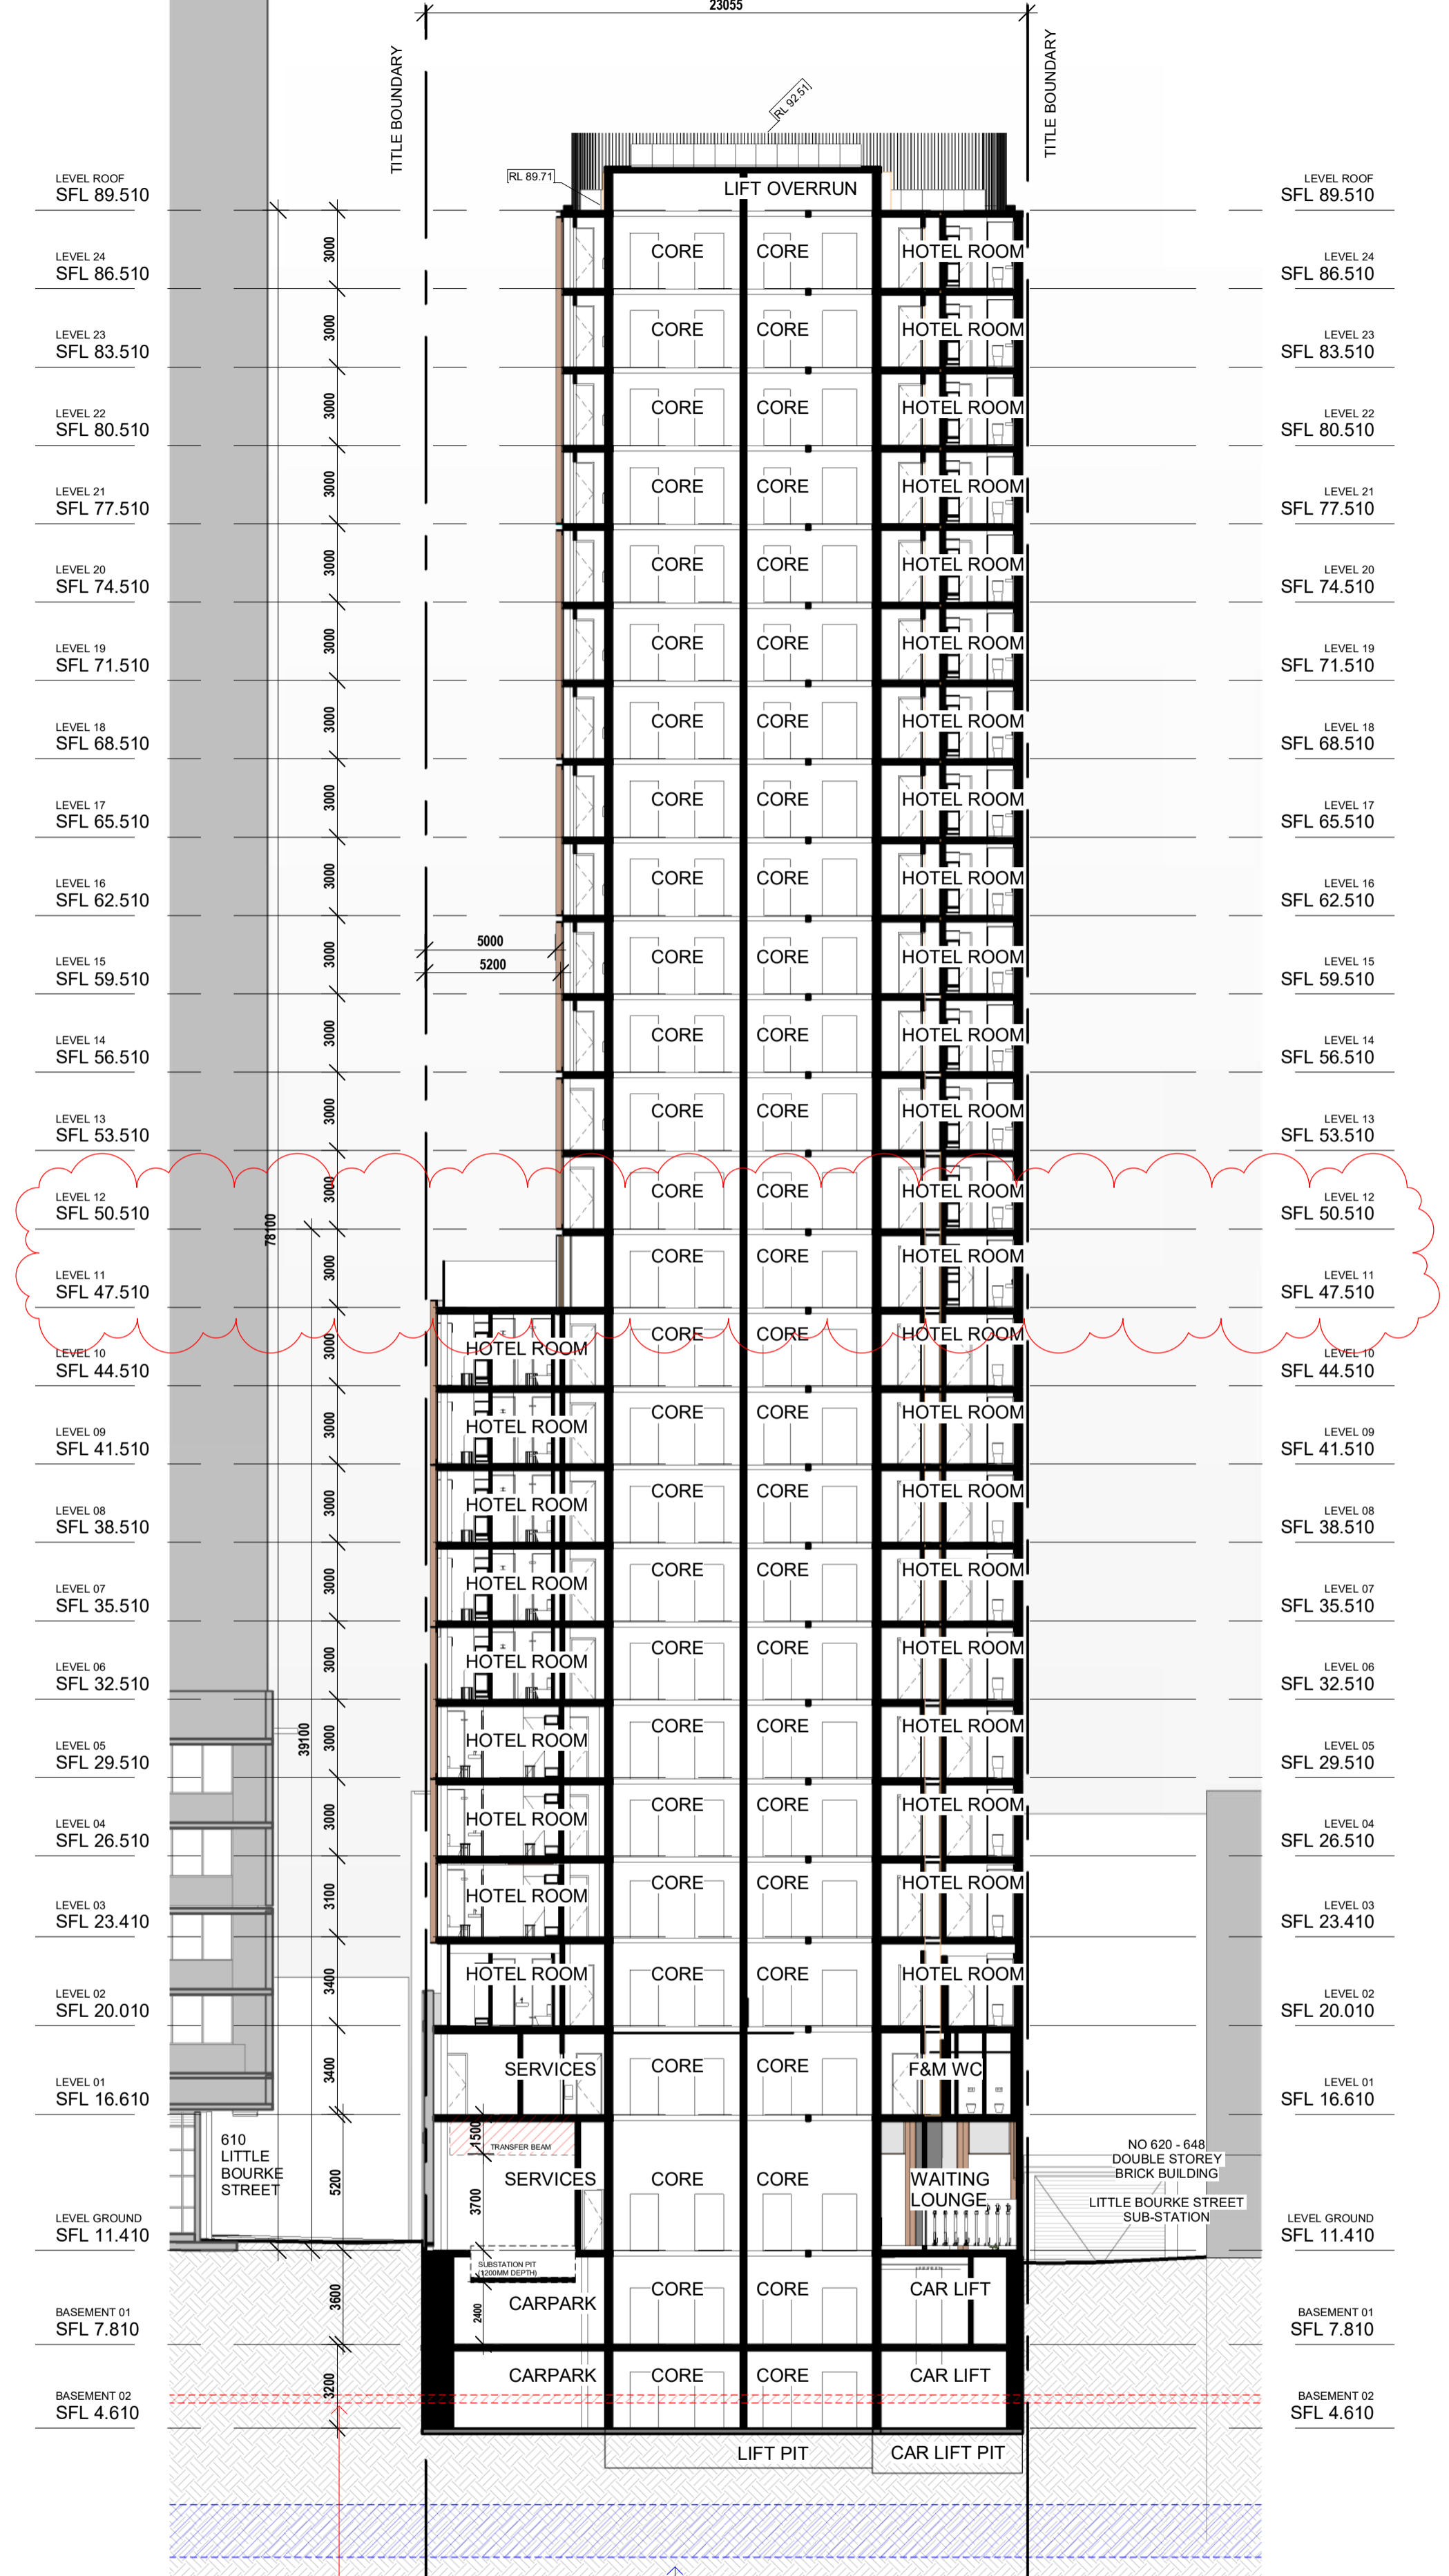 23055
TITLE BOUNDARY
TITLE BOUNDARY
RL 92.51
RL 89.71
LIFT OVERRUN
LEVEL ROOF
SFL 89.510
LEVEL ROOF
SFL 89.510
3000
CORE
CORE
HOTEL ROOM
LEVEL 24
SFL 86.510
LEVEL 24
SFL 86.510
3000
CORE
CORE
HOTEL ROOM
LEVEL 23
SFL 83.510
LEVEL 23
SFL 83.510
3000
CORE
CORE
HOTEL ROOM
LEVEL 22
SFL 80.510
LEVEL 22
SFL 80.510
3000
CORE
CORE
HOTEL ROOM
LEVEL 21
SFL 77.510
LEVEL 21
SFL 77.510
3000
CORE
CORE
HOTEL ROOM
LEVEL 20
SFL 74.510
LEVEL 20
SFL 74.510
3000
CORE
CORE
HOTEL ROOM
LEVEL 19
SFL 71.510
LEVEL 19
SFL 71.510
3000
CORE
CORE
HOTEL ROOM
LEVEL 18
SFL 68.510
LEVEL 18
SFL 68.510
3000
CORE
CORE
HOTEL ROOM
LEVEL 17
SFL 65.510
LEVEL 17
SFL 65.510
3000
CORE
CORE
HOTEL ROOM
LEVEL 16
SFL 62.510
LEVEL 16
SFL 62.510
5000
5200
3000
CORE
CORE
HOTEL ROOM
LEVEL 15
SFL 59.510
LEVEL 15
SFL 59.510
3000
CORE
CORE
HOTEL ROOM
LEVEL 14
SFL 56.510
LEVEL 14
SFL 56.510
3000
CORE
CORE
HOTEL ROOM
LEVEL 13
SFL 53.510
LEVEL 13
SFL 53.510
3000
CORE
CORE
HOTEL ROOM
LEVEL 12
SFL 50.510
LEVEL 12
SFL 50.510
78100
3000
CORE
CORE
HOTEL ROOM
LEVEL 11
SFL 47.510
LEVEL 11
SFL 47.510
3000
HOTEL ROOM
CORE
CORE
HOTEL ROOM
LEVEL 10
SFL 44.510
LEVEL 10
SFL 44.510
3000
HOTEL ROOM
CORE
CORE
HOTEL ROOM
LEVEL 09
SFL 41.510
LEVEL 09
SFL 41.510
3000
HOTEL ROOM
CORE
CORE
HOTEL ROOM
LEVEL 08
SFL 38.510
LEVEL 08
SFL 38.510
3000
HOTEL ROOM
CORE
CORE
HOTEL ROOM
LEVEL 07
SFL 35.510
LEVEL 07
SFL 35.510
3000
HOTEL ROOM
CORE
CORE
HOTEL ROOM
LEVEL 06
SFL 32.510
LEVEL 06
SFL 32.510
39100
3000
HOTEL ROOM
CORE
CORE
HOTEL ROOM
LEVEL 05
SFL 29.510
LEVEL 05
SFL 29.510
3000
HOTEL ROOM
CORE
CORE
HOTEL ROOM
LEVEL 04
SFL 26.510
LEVEL 04
SFL 26.510
3100
HOTEL ROOM
CORE
CORE
HOTEL ROOM
LEVEL 03
SFL 23.410
LEVEL 03
SFL 23.410
3400
HOTEL ROOM
CORE
CORE
HOTEL ROOM
LEVEL 02
SFL 20.010
LEVEL 02
SFL 20.010
3400
SERVICES
CORE
CORE
F&M WC
LEVEL 01
SFL 16.610
LEVEL 01
SFL 16.610
1500
TRANSFER BEAM
610
LITTLE
BOURKE
STREET
5200
3700
SERVICES
CORE
CORE
WAITING
LOUNGE
NO 620 - 648
DOUBLE STOREY
BRICK BUILDING
LITTLE BOURKE STREET
SUB-STATION
LEVEL GROUND
SFL 11.410
LEVEL GROUND
SFL 11.410
SUBSTATION PIT
(1200MM DEPTH)
3600
2400
CARPARK
CORE
CORE
CAR LIFT
BASEMENT 01
SFL 7.810
BASEMENT 01
SFL 7.810
3200
CARPARK
CORE
CORE
CAR LIFT
BASEMENT 02
SFL 4.610
BASEMENT 02
SFL 4.610
LIFT PIT
CAR LIFT PIT